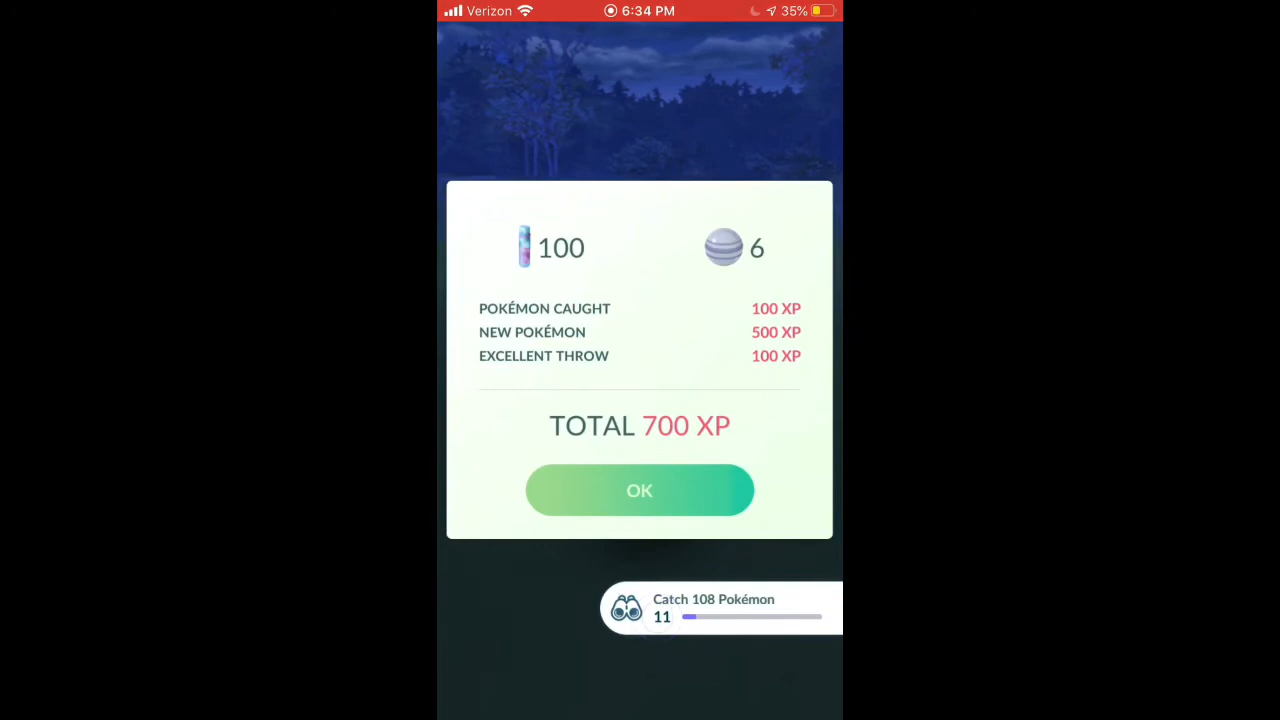 Verizon 6:34 PM 35%
100 6
POKÉMON CAUGHT 100 XP
NEW POKÉMON 500 XP
EXCELLENT THROW 100 XP
TOTAL 700 XP
OK
Catch 108 Pokémon
11